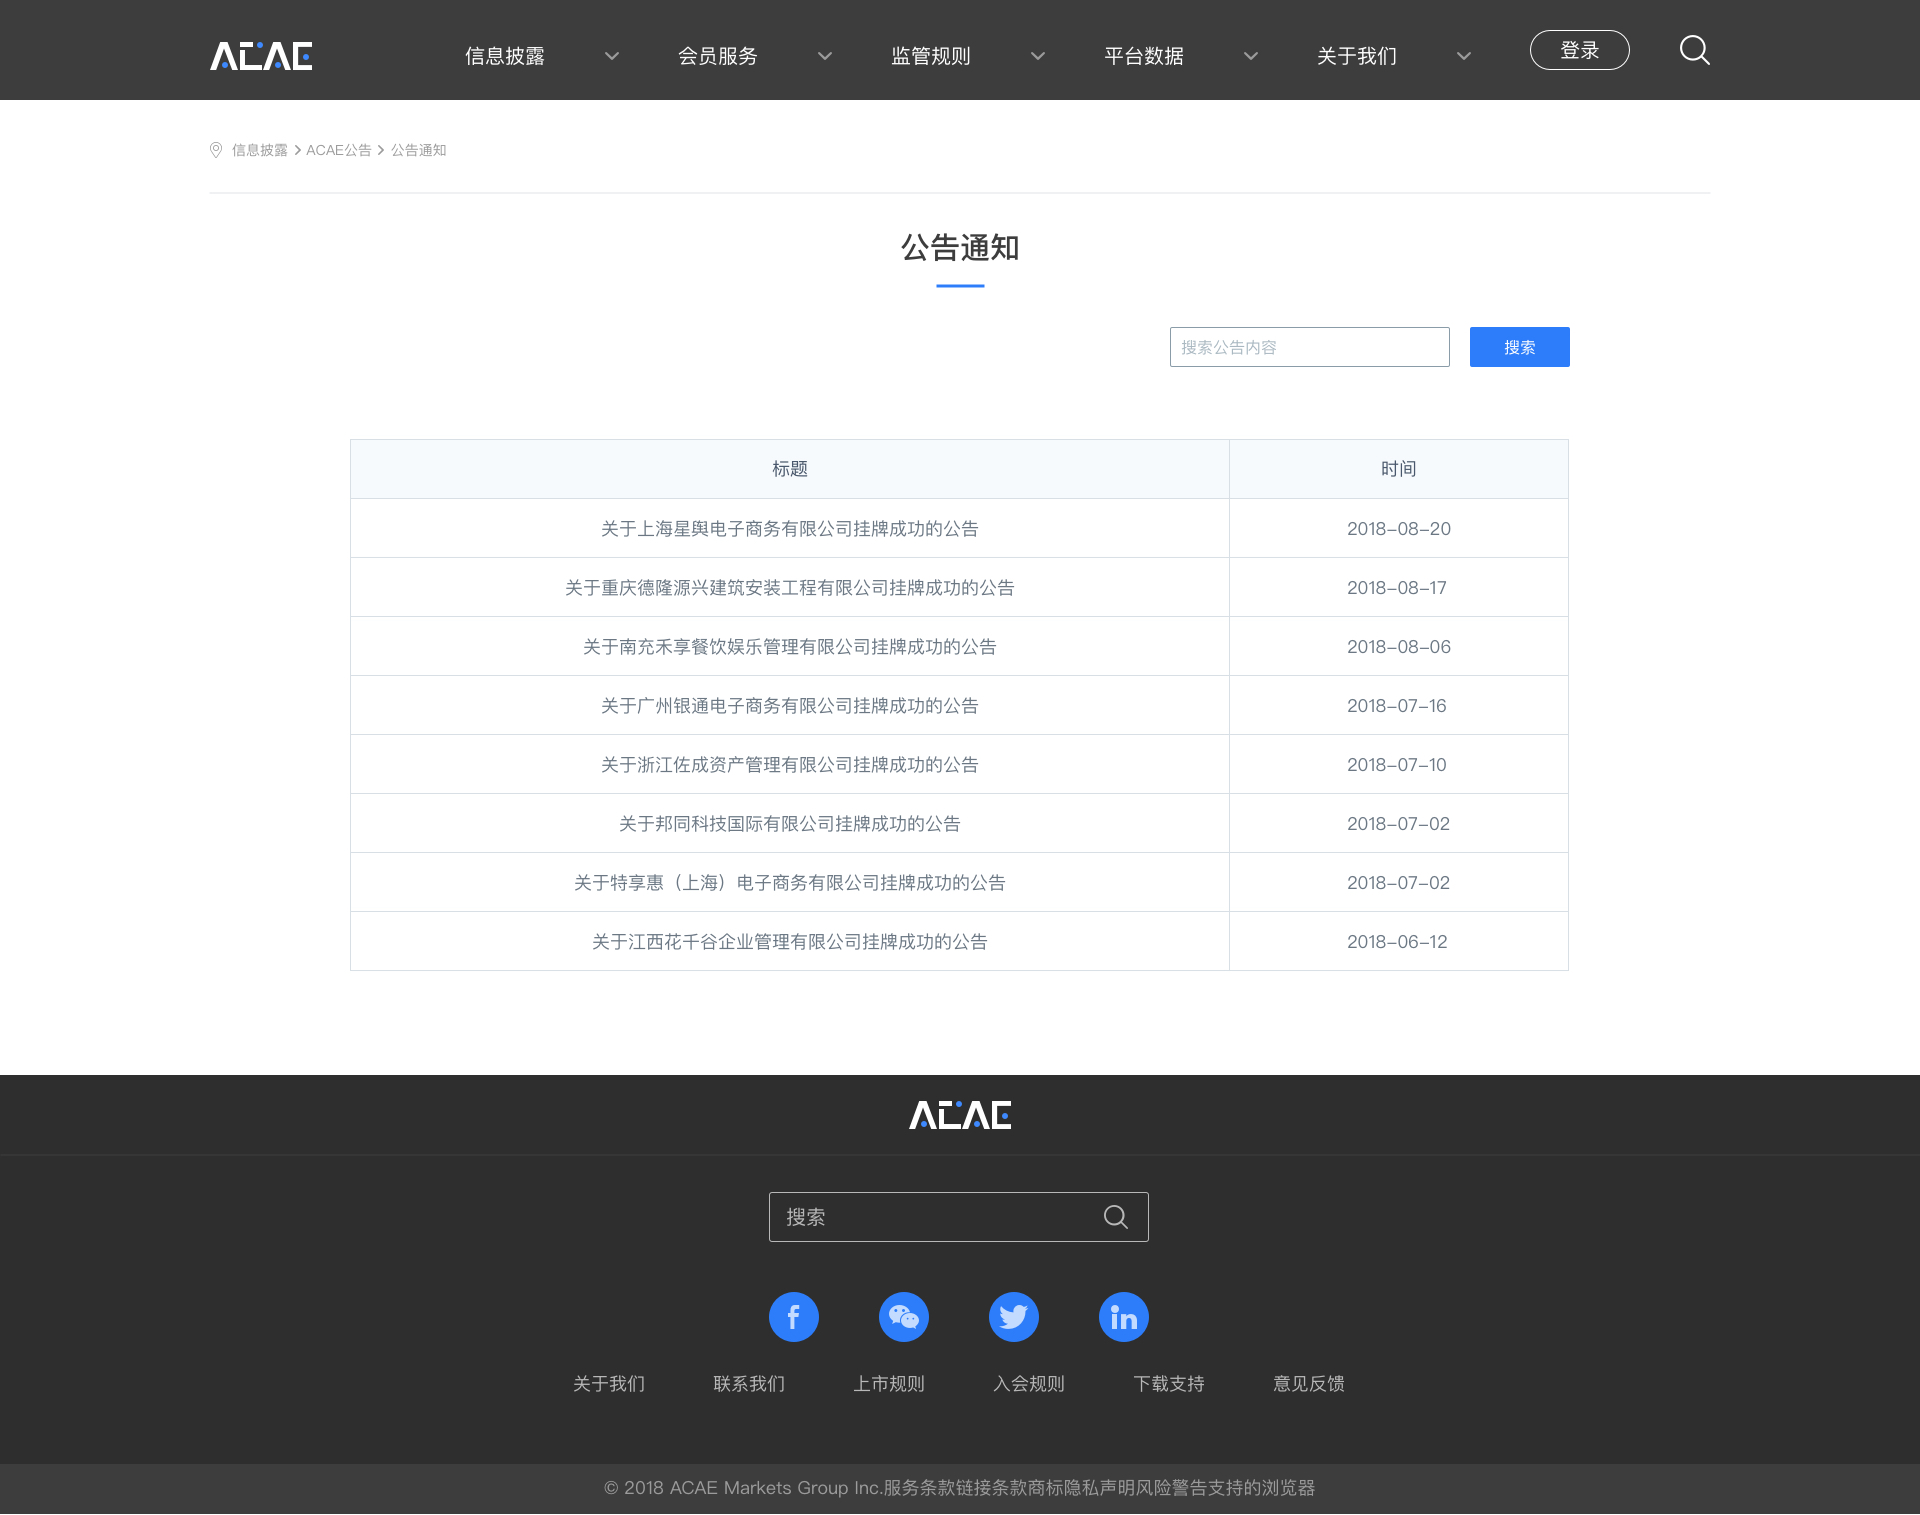 ACAE 信息披露 会员服务 监管规则 平台数据 关于我们 登录
信息披露 > ACAE公告 > 公告通知
公告通知
搜索公告内容 搜索
标题 时间
关于上海星舆电子商务有限公司挂牌成功的公告 2018-08-20
关于重庆德隆源兴建筑安装工程有限公司挂牌成功的公告 2018-08-17
关于南充禾享餐饮娱乐管理有限公司挂牌成功的公告 2018-08-06
关于广州银通电子商务有限公司挂牌成功的公告 2018-07-16
关于浙江佐成资产管理有限公司挂牌成功的公告 2018-07-10
关于邦同科技国际有限公司挂牌成功的公告 2018-07-02
关于特享惠（上海）电子商务有限公司挂牌成功的公告 2018-07-02
关于江西花千谷企业管理有限公司挂牌成功的公告 2018-06-12
ACAE
搜索
关于我们 联系我们 上市规则 入会规则 下载支持 意见反馈
© 2018 ACAE Markets Group Inc.服务条款链接条款商标隐私声明风险警告支持的浏览器